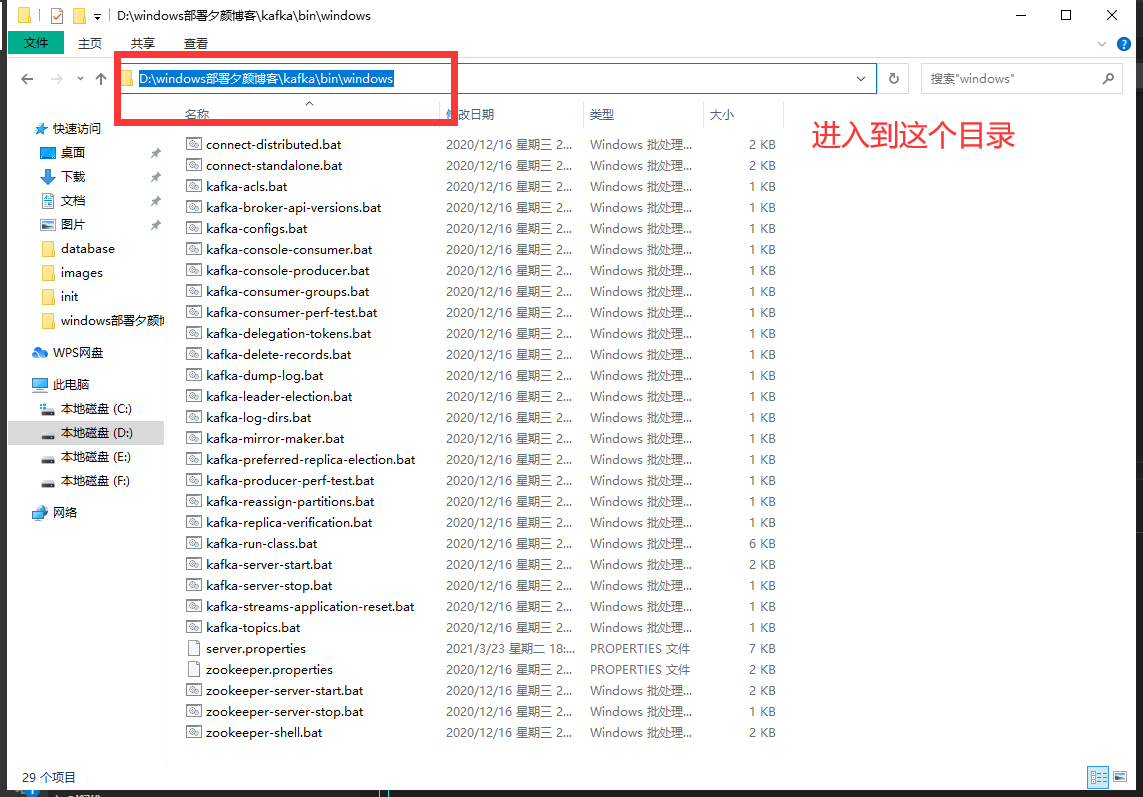 D:\windows部署夕颜博客\kafka\bin\windows
文件 主页 共享 查看
D:\windows部署夕颜博客\kafka\bin\windows 搜索"windows"
名称 修改日期 类型 大小
进入到这个目录
快速访问
桌面
下载
文档
图片
database
images
init
windows部署夕颜博
WPS网盘
此电脑
本地磁盘 (C:)
本地磁盘 (D:)
本地磁盘 (E:)
本地磁盘 (F:)
网络
connect-distributed.bat 2020/12/16 星期三 2... Windows 批处理... 2 KB
connect-standalone.bat 2020/12/16 星期三 2... Windows 批处理... 2 KB
kafka-acls.bat 2020/12/16 星期三 2... Windows 批处理... 1 KB
kafka-broker-api-versions.bat 2020/12/16 星期三 2... Windows 批处理... 1 KB
kafka-configs.bat 2020/12/16 星期三 2... Windows 批处理... 1 KB
kafka-console-consumer.bat 2020/12/16 星期三 2... Windows 批处理... 1 KB
kafka-console-producer.bat 2020/12/16 星期三 2... Windows 批处理... 1 KB
kafka-consumer-groups.bat 2020/12/16 星期三 2... Windows 批处理... 1 KB
kafka-consumer-perf-test.bat 2020/12/16 星期三 2... Windows 批处理... 1 KB
kafka-delegation-tokens.bat 2020/12/16 星期三 2... Windows 批处理... 1 KB
kafka-delete-records.bat 2020/12/16 星期三 2... Windows 批处理... 1 KB
kafka-dump-log.bat 2020/12/16 星期三 2... Windows 批处理... 1 KB
kafka-leader-election.bat 2020/12/16 星期三 2... Windows 批处理... 1 KB
kafka-log-dirs.bat 2020/12/16 星期三 2... Windows 批处理... 1 KB
kafka-mirror-maker.bat 2020/12/16 星期三 2... Windows 批处理... 1 KB
kafka-preferred-replica-election.bat 2020/12/16 星期三 2... Windows 批处理... 1 KB
kafka-producer-perf-test.bat 2020/12/16 星期三 2... Windows 批处理... 1 KB
kafka-reassign-partitions.bat 2020/12/16 星期三 2... Windows 批处理... 1 KB
kafka-replica-verification.bat 2020/12/16 星期三 2... Windows 批处理... 1 KB
kafka-run-class.bat 2020/12/16 星期三 2... Windows 批处理... 6 KB
kafka-server-start.bat 2020/12/16 星期三 2... Windows 批处理... 2 KB
kafka-server-stop.bat 2020/12/16 星期三 2... Windows 批处理... 1 KB
kafka-streams-application-reset.bat 2020/12/16 星期三 2... Windows 批处理... 1 KB
kafka-topics.bat 2020/12/16 星期三 2... Windows 批处理... 1 KB
server.properties 2021/3/23 星期二 18:... PROPERTIES 文件 7 KB
zookeeper.properties 2020/12/16 星期三 2... PROPERTIES 文件 2 KB
zookeeper-server-start.bat 2020/12/16 星期三 2... Windows 批处理... 2 KB
zookeeper-server-stop.bat 2020/12/16 星期三 2... Windows 批处理... 1 KB
zookeeper-shell.bat 2020/12/16 星期三 2... Windows 批处理... 2 KB
29 个项目